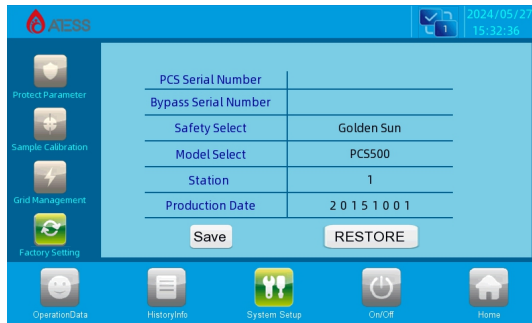 ATESS
2024/05/27
15:32:36
1
Protect Parameter
Sample Calibration
Grid Management
Factory Setting
PCS Serial Number
Bypass Serial Number
Safety Select Golden Sun
Model Select PCS500
Station 1
Production Date 20151001
Save RESTORE
OperationData HistoryInfo System Setup On/Off Home